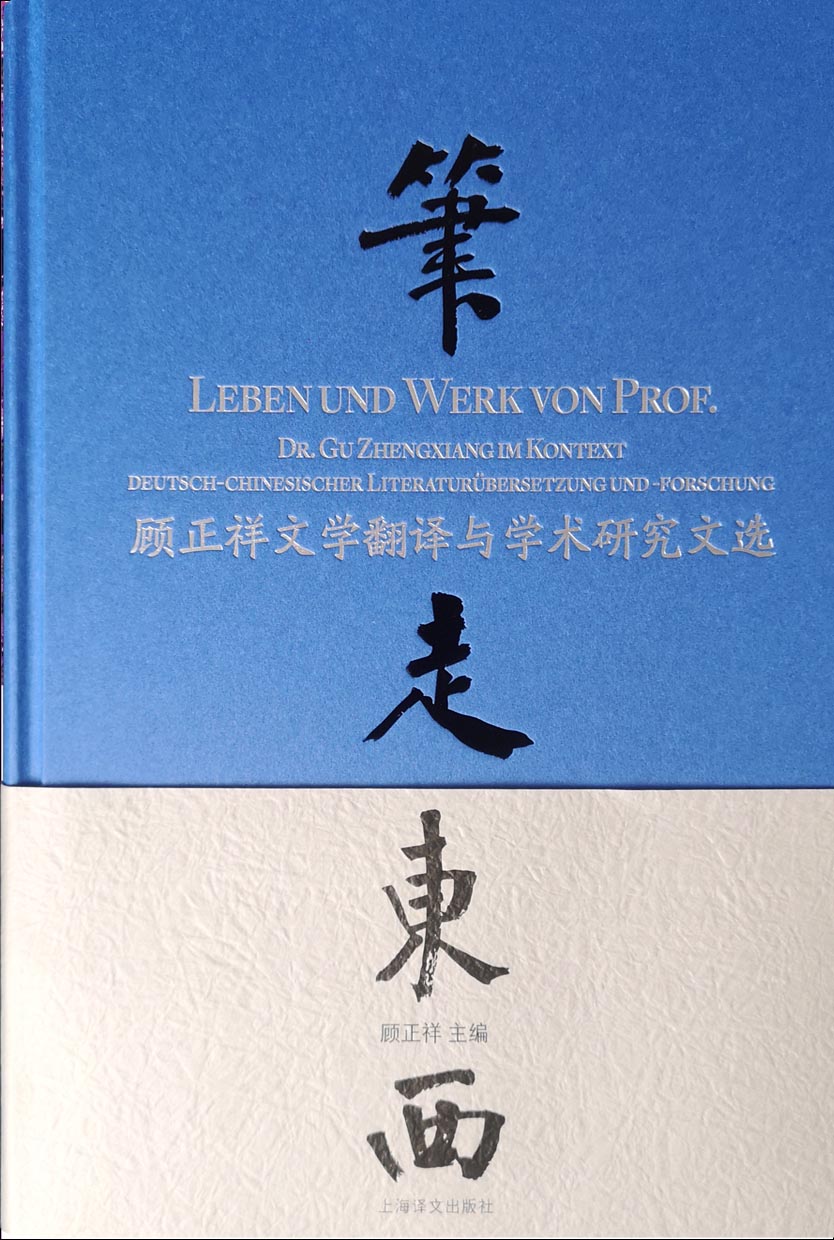 筆
LEBEN UND WERK VON PROF.
DR. GU ZHENGXIANG IM KONTEXT
DEUTSCH-CHINESISCHER LITERATURÜBERSETZUNG UND -FORSCHUNG
顾正祥文学翻译与学术研究文选
走
東
顾正祥 主编
西
上海译文出版社